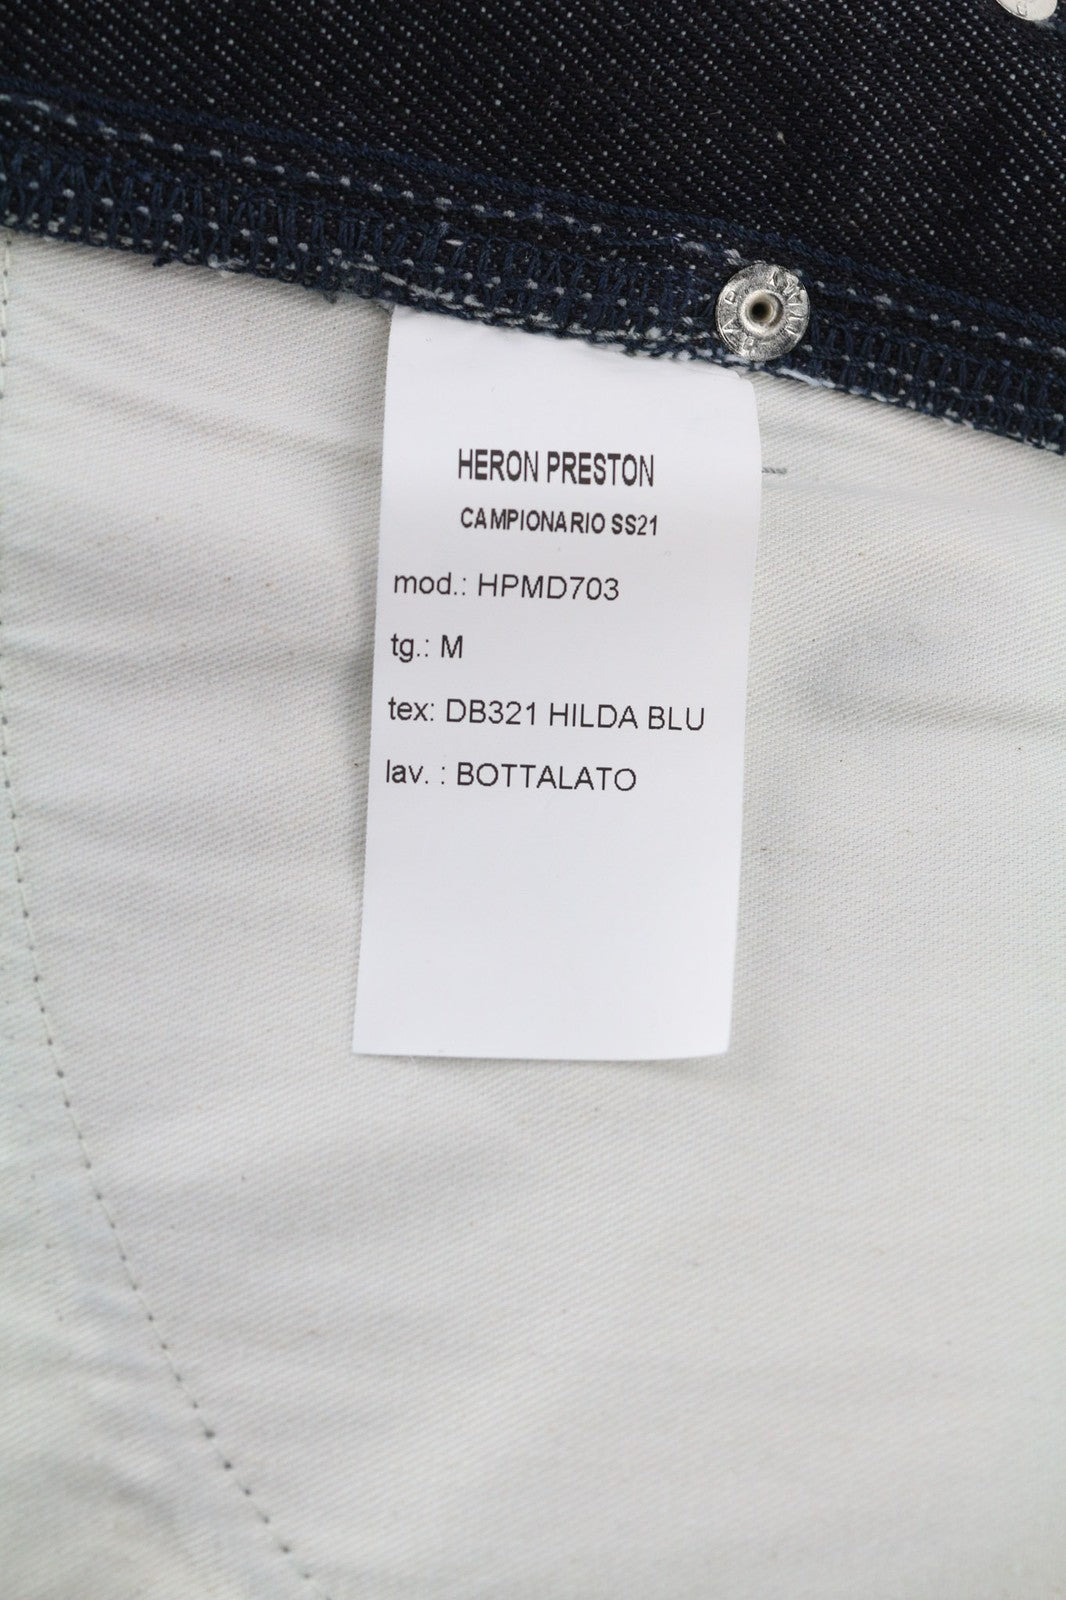 HERON PRESTON
CAMPIONARIO SS21
mod.: HPMD703
tg.: M
tex: DB321 HILDA BLU
lav. : BOTTALATO